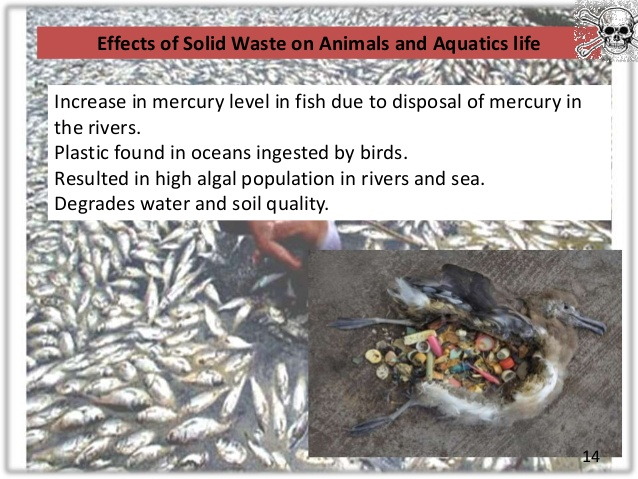 Effects of Solid Waste on Animals and Aquatics life
Increase in mercury level in fish due to disposal of mercury in
the rivers.
Plastic found in oceans ingested by birds.
Resulted in high algal population in rivers and sea.
Degrades water and soil quality.
14